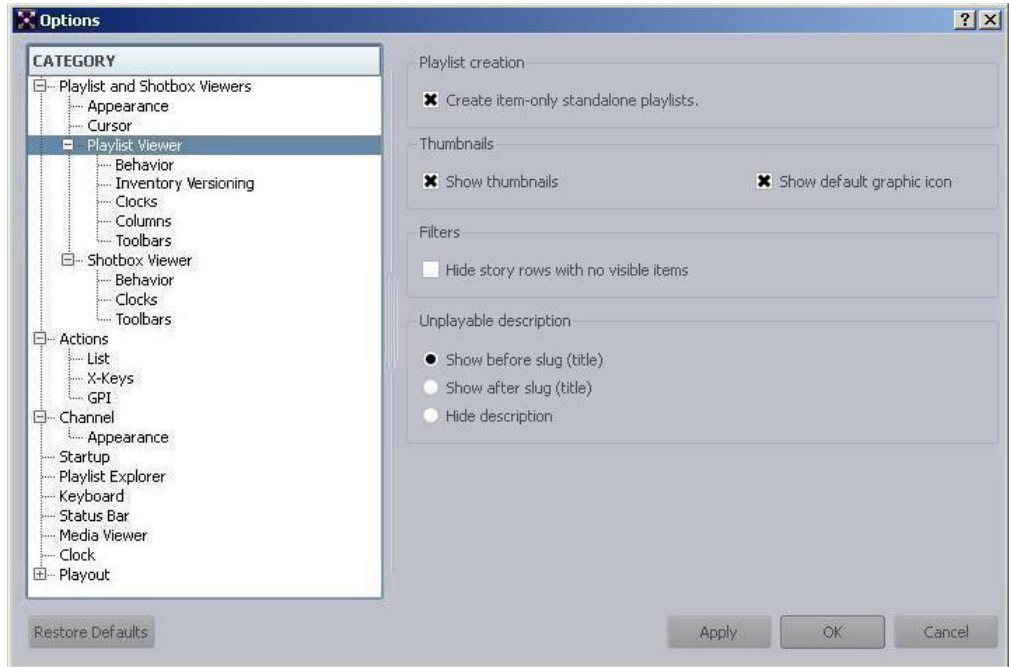 Options
CATEGORY
Playlist and Shotbox Viewers
Appearance
Cursor
Playlist Viewer
Behavior
Inventory Versioning
Clocks
Columns
Toolbars
Shotbox Viewer
Behavior
Clocks
Toolbars
Actions
List
X-Keys
GPI
Channel
Appearance
Startup
Playlist Explorer
Keyboard
Status Bar
Media Viewer
Clock
Playout
Playlist creation
Create item-only standalone playlists.
Thumbnails
Show thumbnails
Show default graphic icon
Filters
Hide story rows with no visible items
Unplayable description
Show before slug (title)
Show after slug (title)
Hide description
Restore Defaults
Apply
OK
Cancel